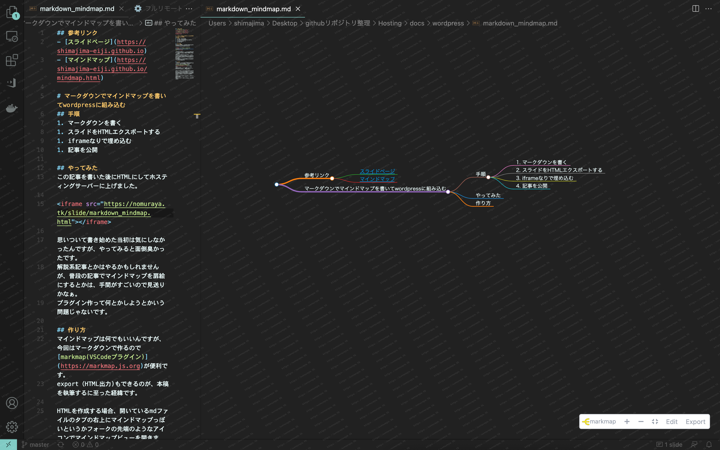 markdown_mindmap.md
プルリモート
markdown_mindmap.md
ークダウンでマインドマップを書い...
## やってみた
Users > shimajima > Desktop > githubリポジトリ整理 > Hosting > docs > wordpress > markdown_mindmap.md
1 ## 参考リンク
2 - [スライドページ](https://
shimajima-eiji.github.io)
3 - [マインドマップ](https://
shimajima-eiji.github.io/
mindmap.html)
4
5 # マークダウンでマインドマップを書い
てwordpressに組み込む
6 ## 手順
7 1. マークダウンを書く
8 1. スライドをHTMLエクスポートする
9 1. iframeなりで埋め込む
10 1. 記事を公開
11
12 ## やってみた
13 この記事を書いた後にHTMLにしてホステ
ィングサーバーに上げました。
14
15 <iframe src="https://nomuraya.
tk/slide/markdown_mindmap.
html"></iframe>
16
17 思いついて書き始めた当初は気にしなか
ったんですが、やってみると面倒臭かっ
たです。
18 解説系記事とかはやるかもしれません
が、普段の記事でマインドマップを罫絵
にするとかは、手間がすごいので見送り
かなぁ。
19 プラグイン作って何とかしようとかいう
問題じゃないです。
20
21 ## 作り方
22 マインドマップは何でもいいんですが、
今回はマークダウンで作るので
[markmap(VSCodeプラグイン)]
(https://markmap.js.org)が便利で
す。
23 export（HTML出力)もできるのが、本稿
を執筆するに至った経緯です。
24
25 HTMLを作成する場合、開いているmdファ
イルのタブの右上にマインドマップっぽ
いというかフォークの先端のようなアイ
コンでマインドマップビューを開きま
参考リンク
スライドページ
マインドマップ
マークダウンでマインドマップを書いてwordpressに組み込む
手順
1. マークダウンを書く
2. スライドをHTMLエクスポートする
3. iframeなりで埋め込む
4. 記事を公開
やってみた
作り方
markmap + − Edit Export
master
0 0
1 slide